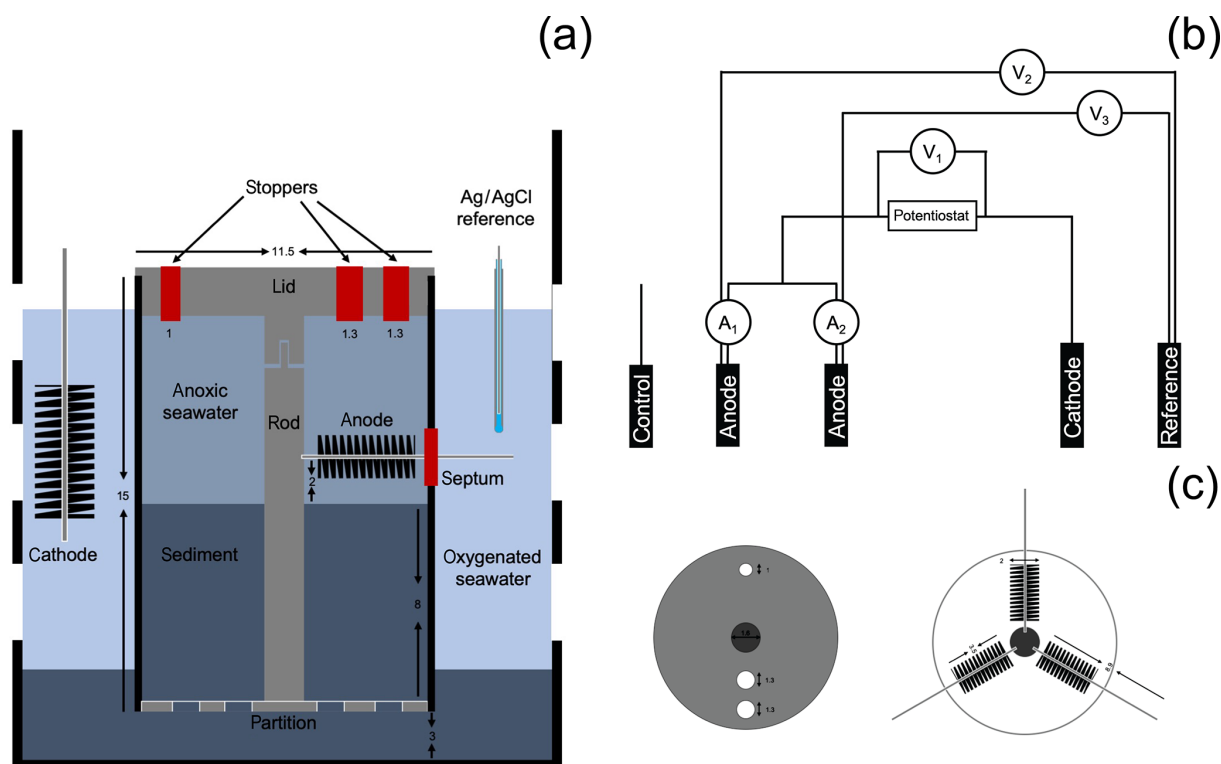 (a)
Stoppers
11.5
Ag/AgCl
reference
Lid
1
1.3
1.3
Anoxic
seawater
Rod
Anode
2
Septum
15
Cathode
Sediment
Oxygenated
seawater
8
Partition
3
(b)
V2
V3
V1
Potentiostat
A1
A2
Control
Anode
Anode
Cathode
Reference
(c)
1
1.8
1.3
1.3
2
3.5
8.9